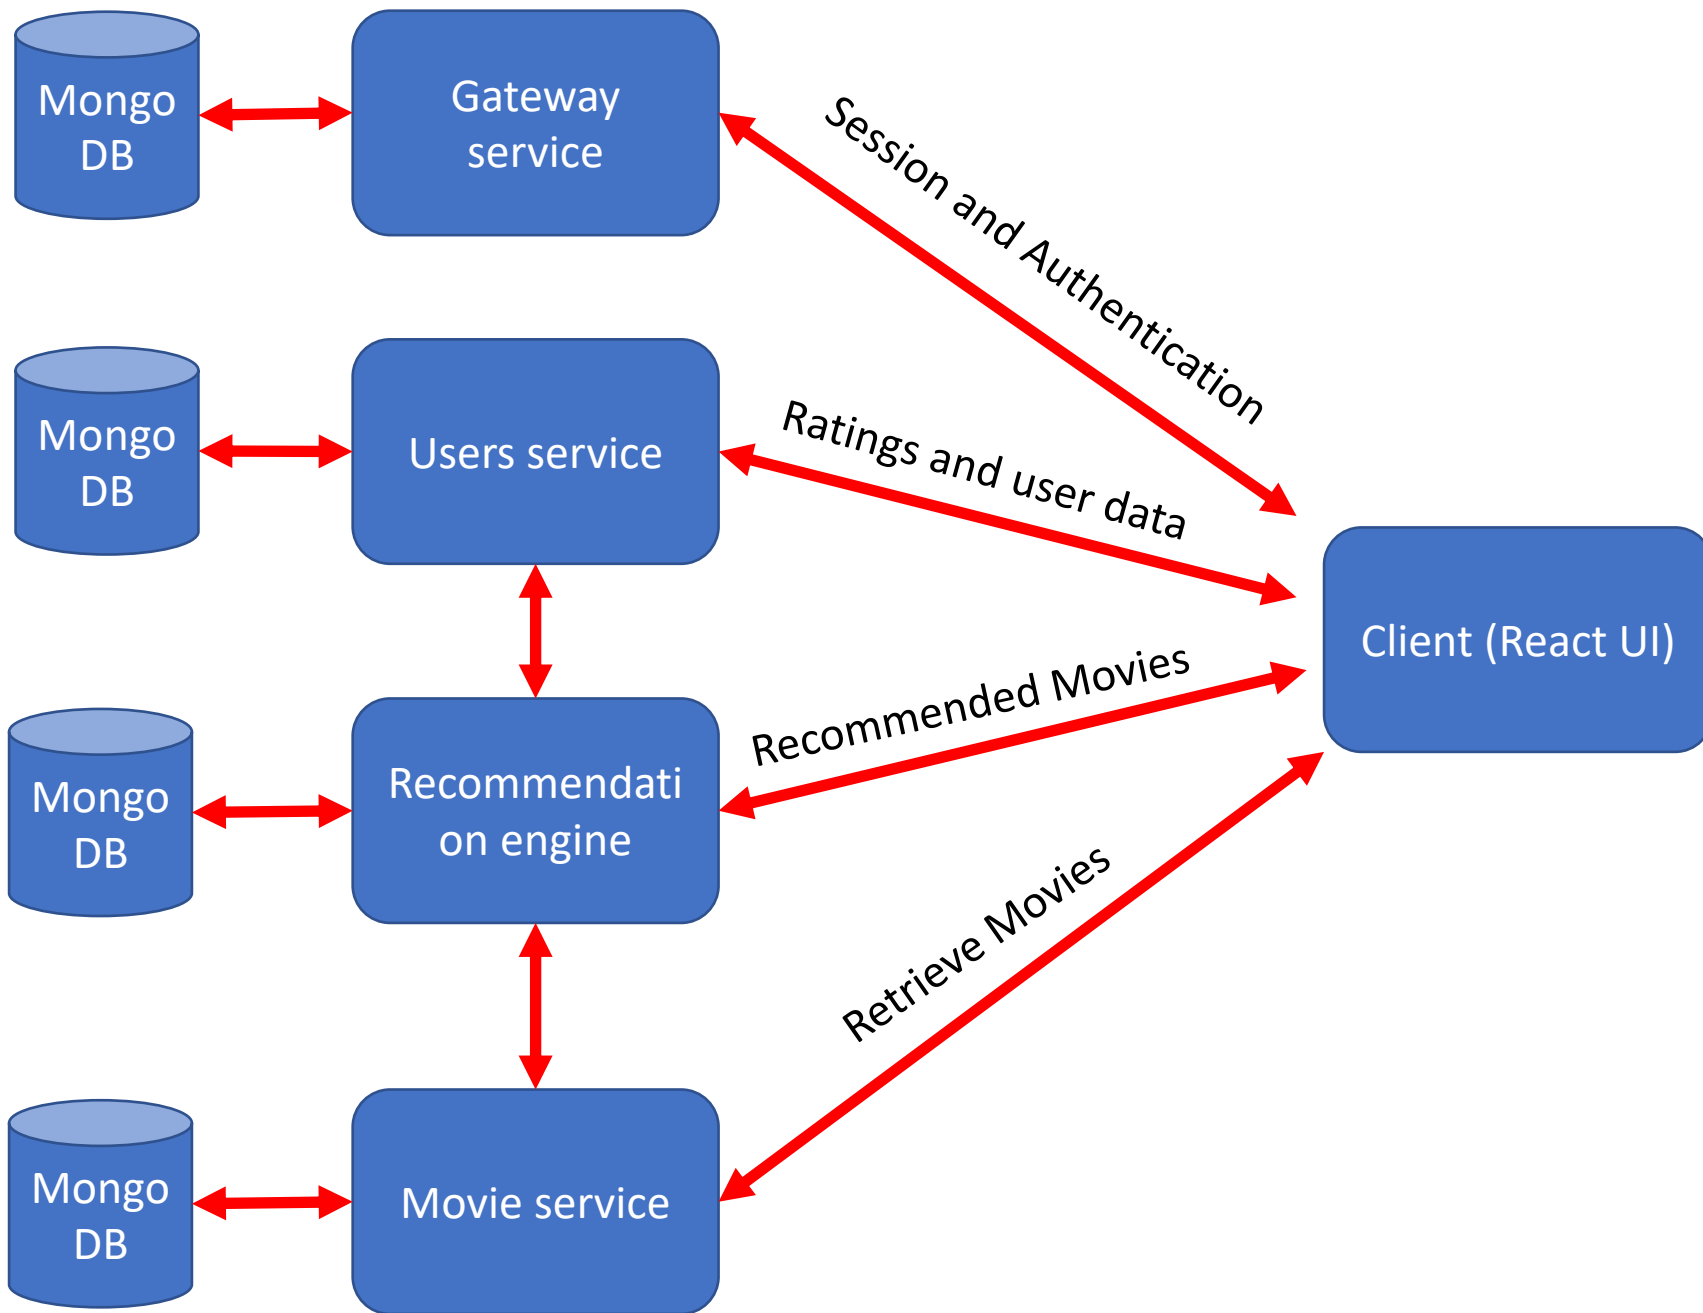 Mongo
DB
Gateway
service
Session and Authentication
Mongo
DB
Users service
Ratings and user data
Client (React UI)
Mongo
DB
Recommendati
on engine
Recommended Movies
Mongo
DB
Movie service
Retrieve Movies